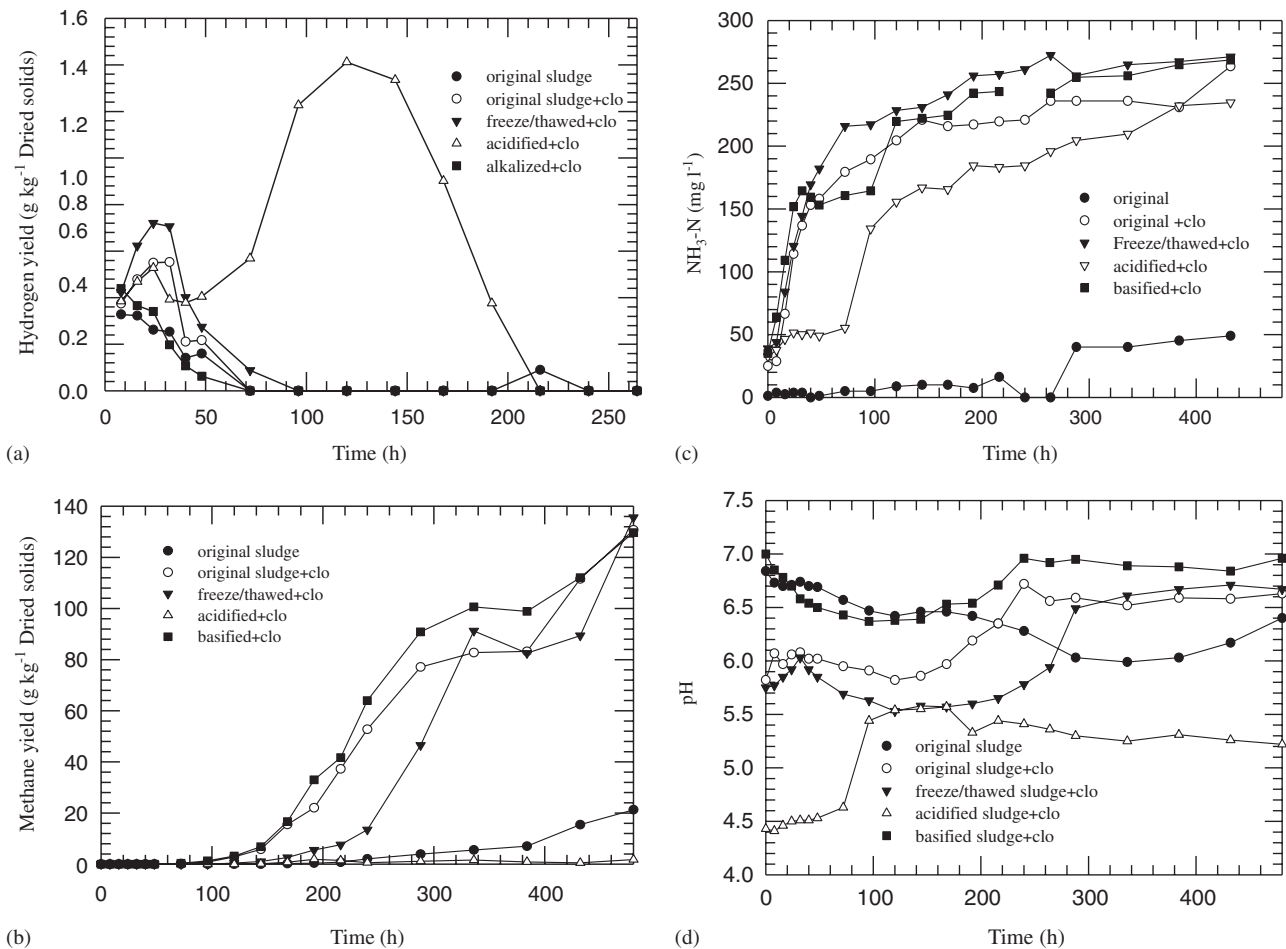 1.6
1.4
1.2
1.0
0.8
0.6
0.4
0.2
0.0
Hydrogen yield (g kg⁻¹ Dried solids)
original sludge
original sludge+clo
freeze/thawed+clo
acidified+clo
alkalized+clo
0 50 100 150 200 250
(a) Time (h)
140
120
100
80
60
40
20
0
Methane yield (g kg⁻¹ Dried solids)
original sludge
original sludge+clo
freeze/thawed+clo
acidified+clo
basified+clo
0 100 200 300 400
(b) Time (h)
300
250
200
150
100
50
0
NH₃-N (mg l⁻¹)
original
original +clo
Freeze/thawed+clo
acidified+clo
basified+clo
0 100 200 300 400
(c) Time (h)
7.5
7.0
6.5
6.0
5.5
5.0
4.5
4.0
pH
original sludge
original sludge+clo
freeze/thawed sludge+clo
acidified sludge+clo
basified sludge+clo
0 100 200 300 400
(d) Time (h)